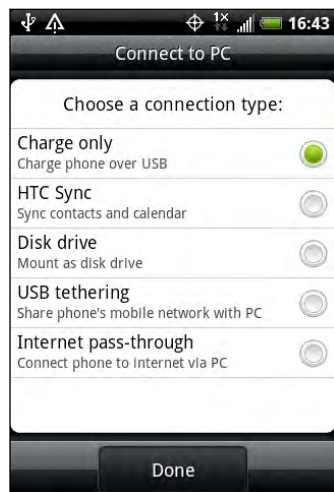 1X 16:43
Connect to PC
Choose a connection type:
Charge only
Charge phone over USB
HTC Sync
Sync contacts and calendar
Disk drive
Mount as disk drive
USB tethering
Share phone's mobile network with PC
Internet pass-through
Connect phone to internet via PC
Done